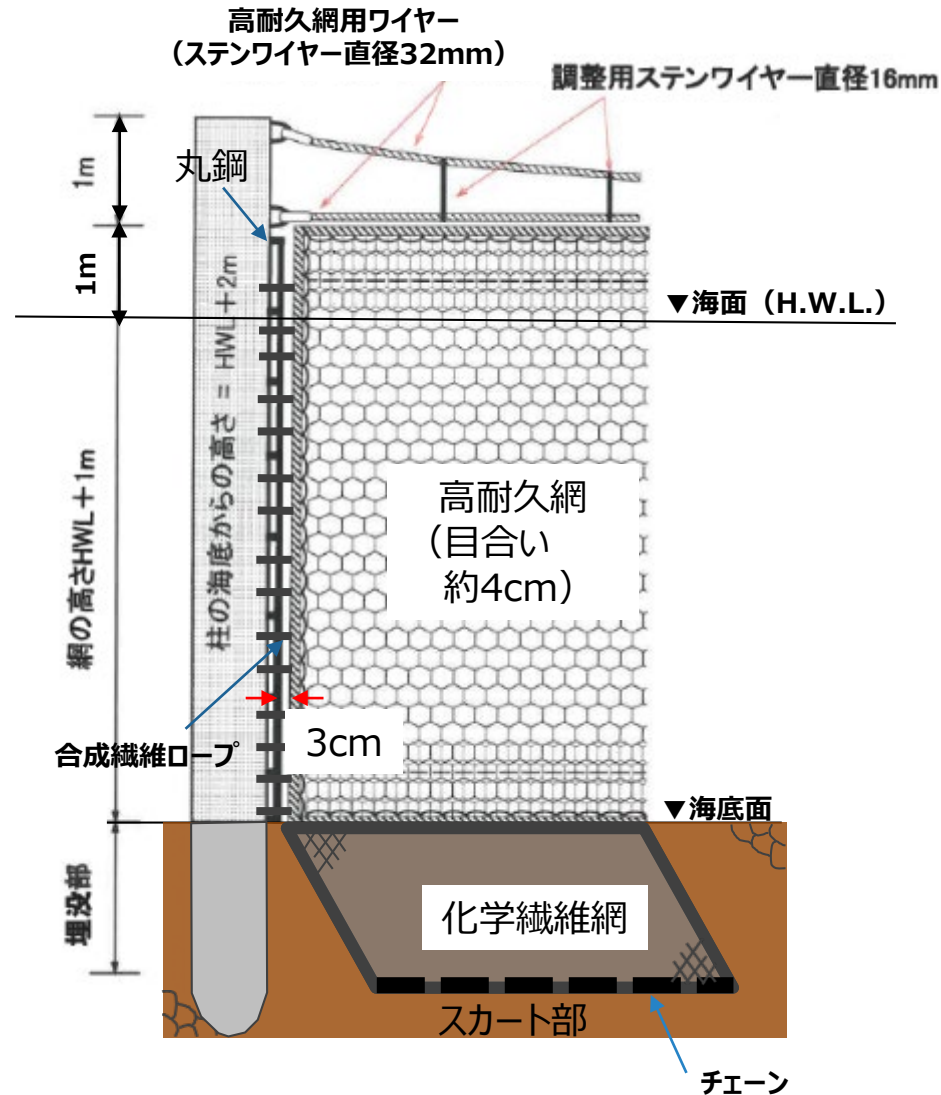 高耐久網用ワイヤー
（ステンワイヤー直径32mm）
調整用ステンワイヤー直径16mm
1m
丸鋼
1m
▼海面（H.W.L.）
柱の海底からの高さ = HWL＋2m
網の高さHWL＋1m
高耐久網
（目合い
約4cm）
合成繊維ロープ
3cm
▼海底面
埋没部
化学繊維網
スカート部
チェーン